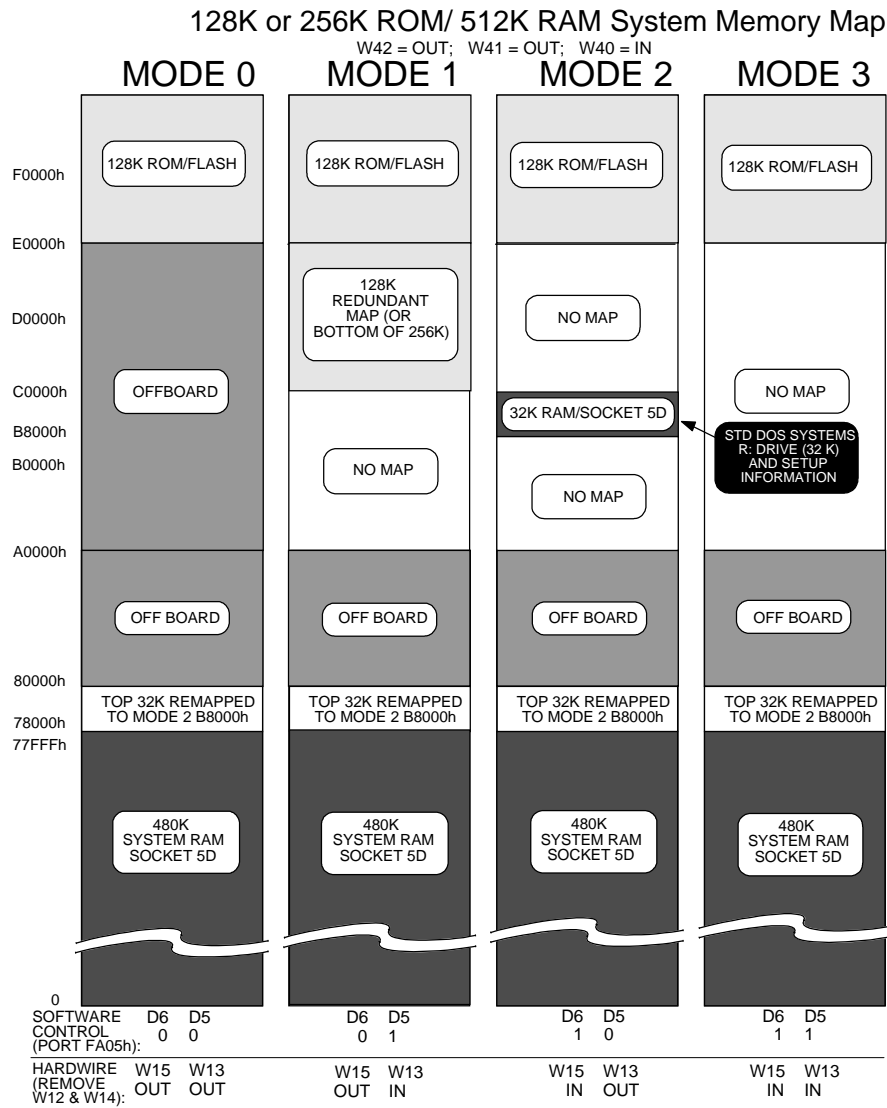 128K or 256K ROM/ 512K RAM System Memory Map
W42 = OUT; W41 = OUT; W40 = IN
MODE 0 MODE 1 MODE 2 MODE 3
128K ROM/FLASH 128K ROM/FLASH 128K ROM/FLASH 128K ROM/FLASH
F0000h
E0000h
128K
REDUNDANT
MAP (OR
BOTTOM OF 256K)
D0000h
NO MAP
C0000h
OFFBOARD
NO MAP
32K RAM/SOCKET 5D
B8000h
STD DOS SYSTEMS
R: DRIVE (32 K)
AND SETUP
INFORMATION
B0000h
NO MAP
NO MAP
A0000h
OFF BOARD OFF BOARD OFF BOARD OFF BOARD
80000h
TOP 32K REMAPPED TOP 32K REMAPPED TOP 32K REMAPPED TOP 32K REMAPPED
TO MODE 2 B8000h TO MODE 2 B8000h TO MODE 2 B8000h TO MODE 2 B8000h
78000h
77FFFh
480K 480K 480K 480K
SYSTEM RAM SYSTEM RAM SYSTEM RAM SYSTEM RAM
SOCKET 5D SOCKET 5D SOCKET 5D SOCKET 5D
0
SOFTWARE D6 D5 D6 D5 D6 D5 D6 D5
CONTROL 0 0 0 1 1 0 1 1
(PORT FA05h):
HARDWIRE W15 W13 W15 W13 W15 W13 W15 W13
(REMOVE OUT OUT OUT IN IN OUT IN IN
W12 & W14):